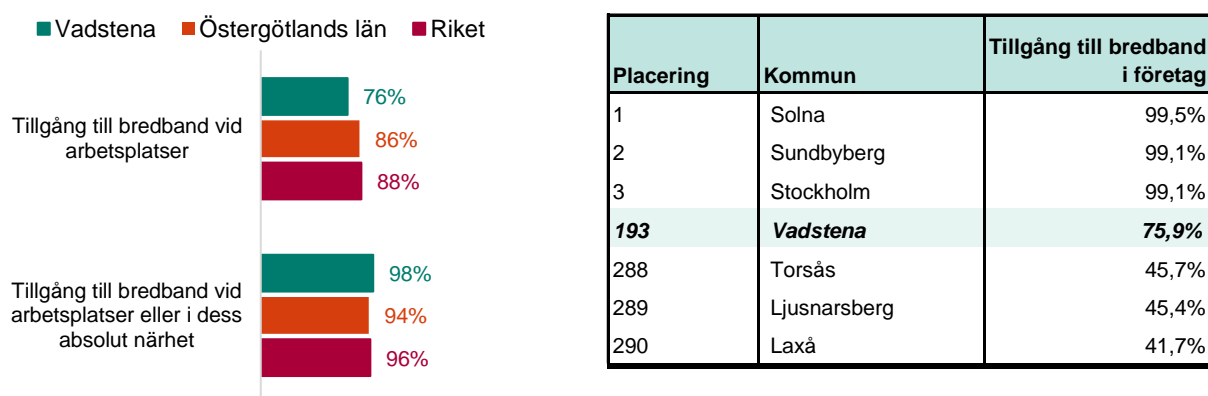 Vadstena Östergötlands län Riket
Tillgång till bredband vid
arbetsplatser
76%
86%
88%
Tillgång till bredband vid
arbetsplatser eller i dess
absolut närhet
98%
94%
96%
Placering Kommun Tillgång till bredband
i företag
1 Solna 99,5%
2 Sundbyberg 99,1%
3 Stockholm 99,1%
193 Vadstena 75,9%
288 Torsås 45,7%
289 Ljusnarsberg 45,4%
290 Laxå 41,7%